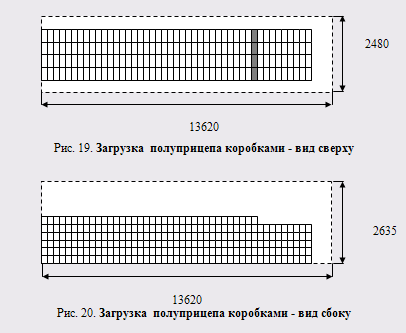 2480
13620
Рис. 19. Загрузка полуприцепа коробками - вид сверху
2635
13620
Рис. 20. Загрузка полуприцепа коробками - вид сбоку